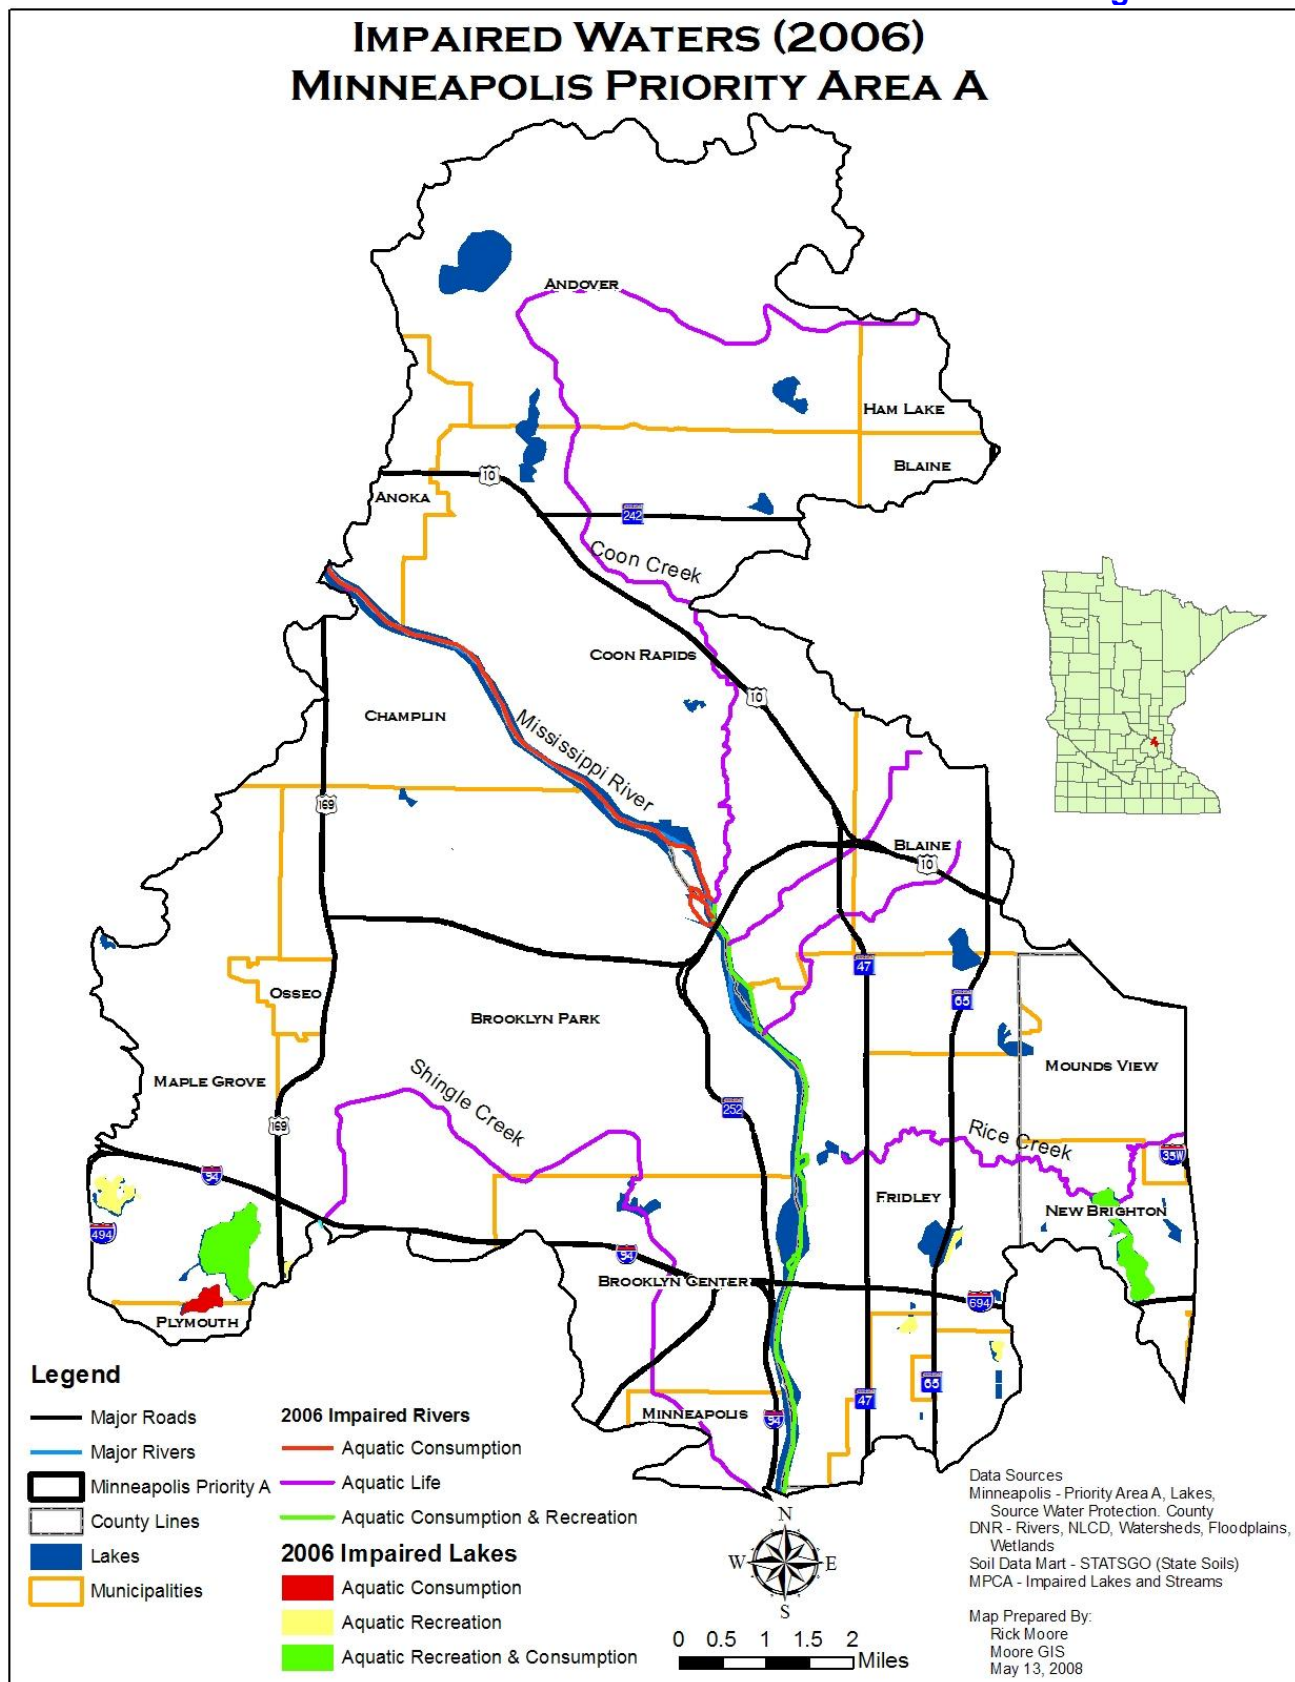 IMPAIRED WATERS (2006)
MINNEAPOLIS PRIORITY AREA A
ANDOVER
HAM LAKE
BLAINE
10
ANOKA
242
Coon Creek
COON RAPIDS
10
CHAMPLIN
Mississippi River
169
BLAINE
10
47
OSSEO
65
BROOKLYN PARK
MAPLE GROVE
MOUNDS VIEW
Shingle Creek
252
169
Rice Creek
35W
94
FRIDLEY
NEW BRIGHTON
494
94
BROOKLYN CENTER
694
PLYMOUTH
65
47
MINNEAPOLIS
94
Legend
Major Roads
Major Rivers
Minneapolis Priority A
County Lines
Lakes
Municipalities
2006 Impaired Rivers
Aquatic Consumption
Aquatic Life
Aquatic Consumption & Recreation
2006 Impaired Lakes
Aquatic Consumption
Aquatic Recreation
Aquatic Recreation & Consumption
N
W E
S
0 0.5 1 1.5 2
Miles
Data Sources
Minneapolis - Priority Area A, Lakes,
Source Water Protection. County
DNR - Rivers, NLCD, Watersheds, Floodplains,
Wetlands
Soil Data Mart - STATSGO (State Soils)
MPCA - Impaired Lakes and Streams
Map Prepared By:
Rick Moore
Moore GIS
May 13, 2008